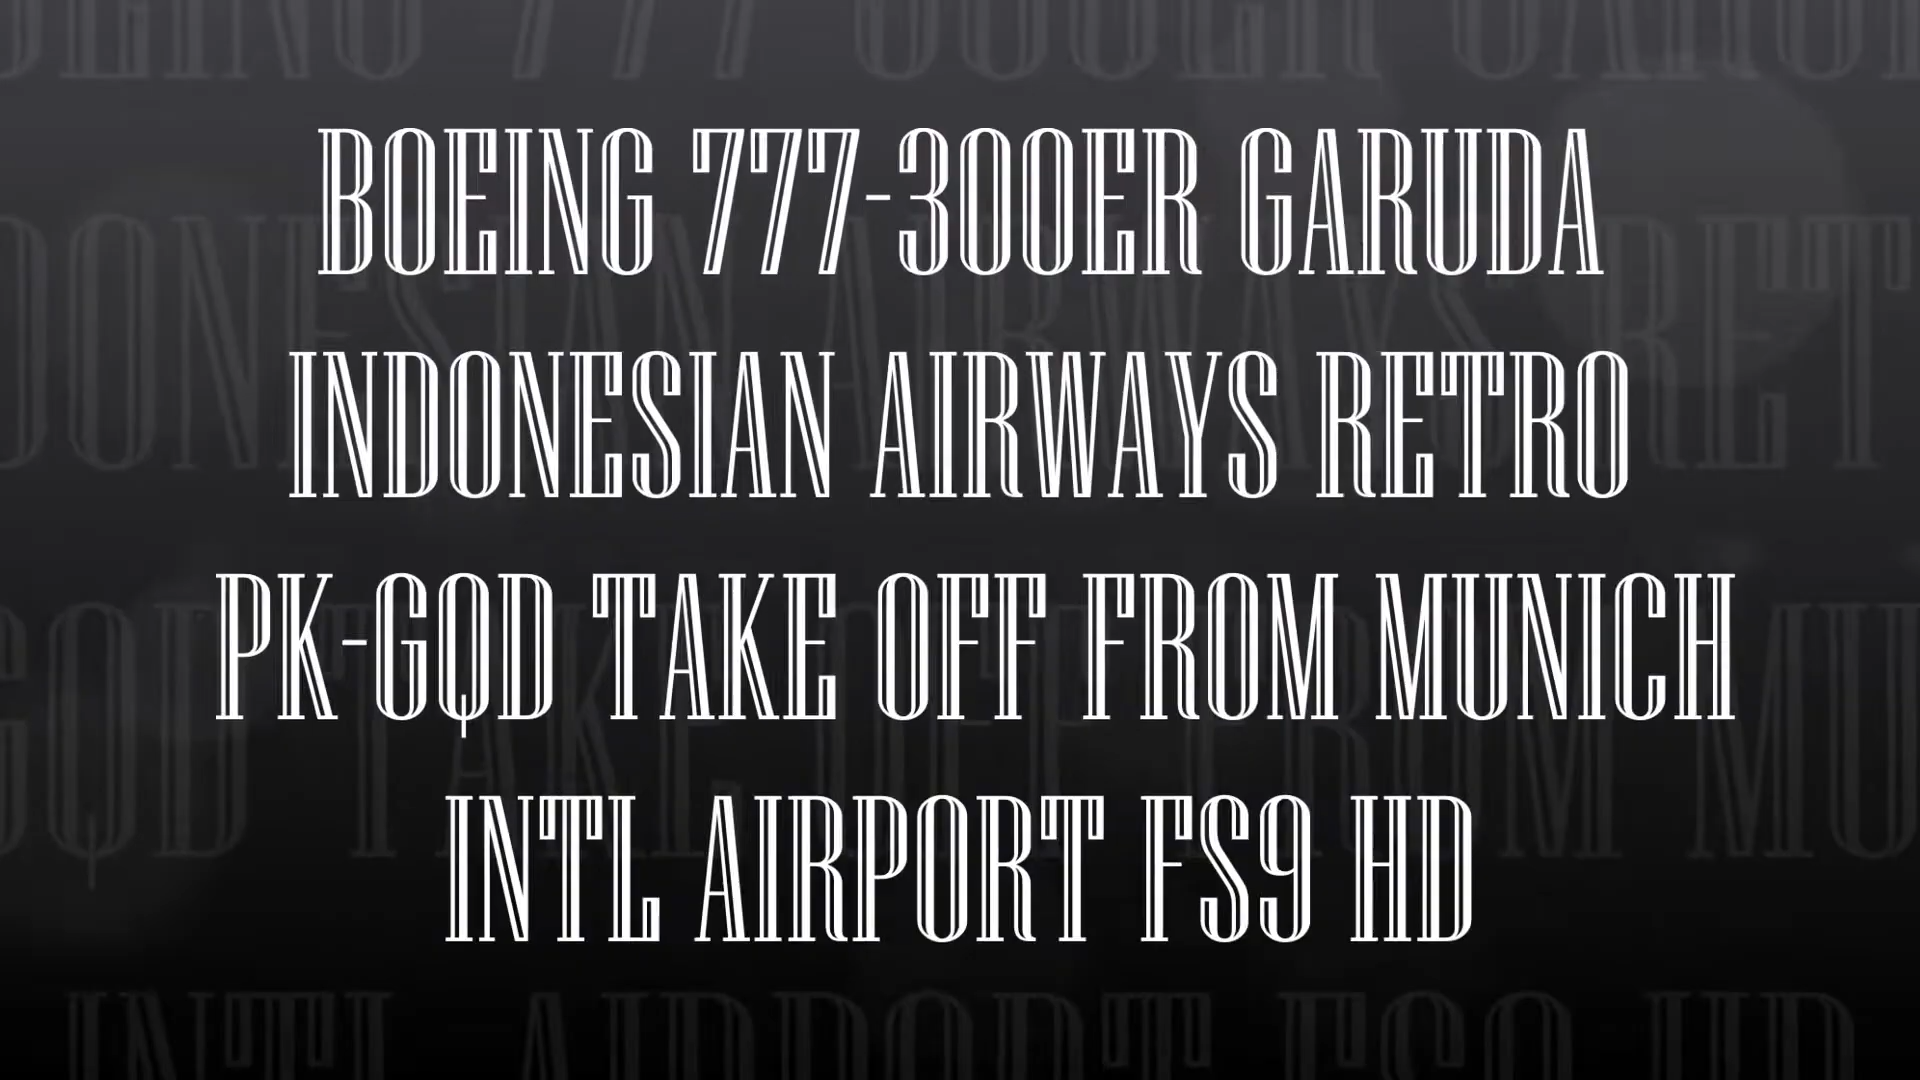 BOEING 777-300ER GARUDA
INDONESIAN AIRWAYS RETRO
PK-GQD TAKE OFF FROM MUNICH
INTL AIRPORT FS9 HD